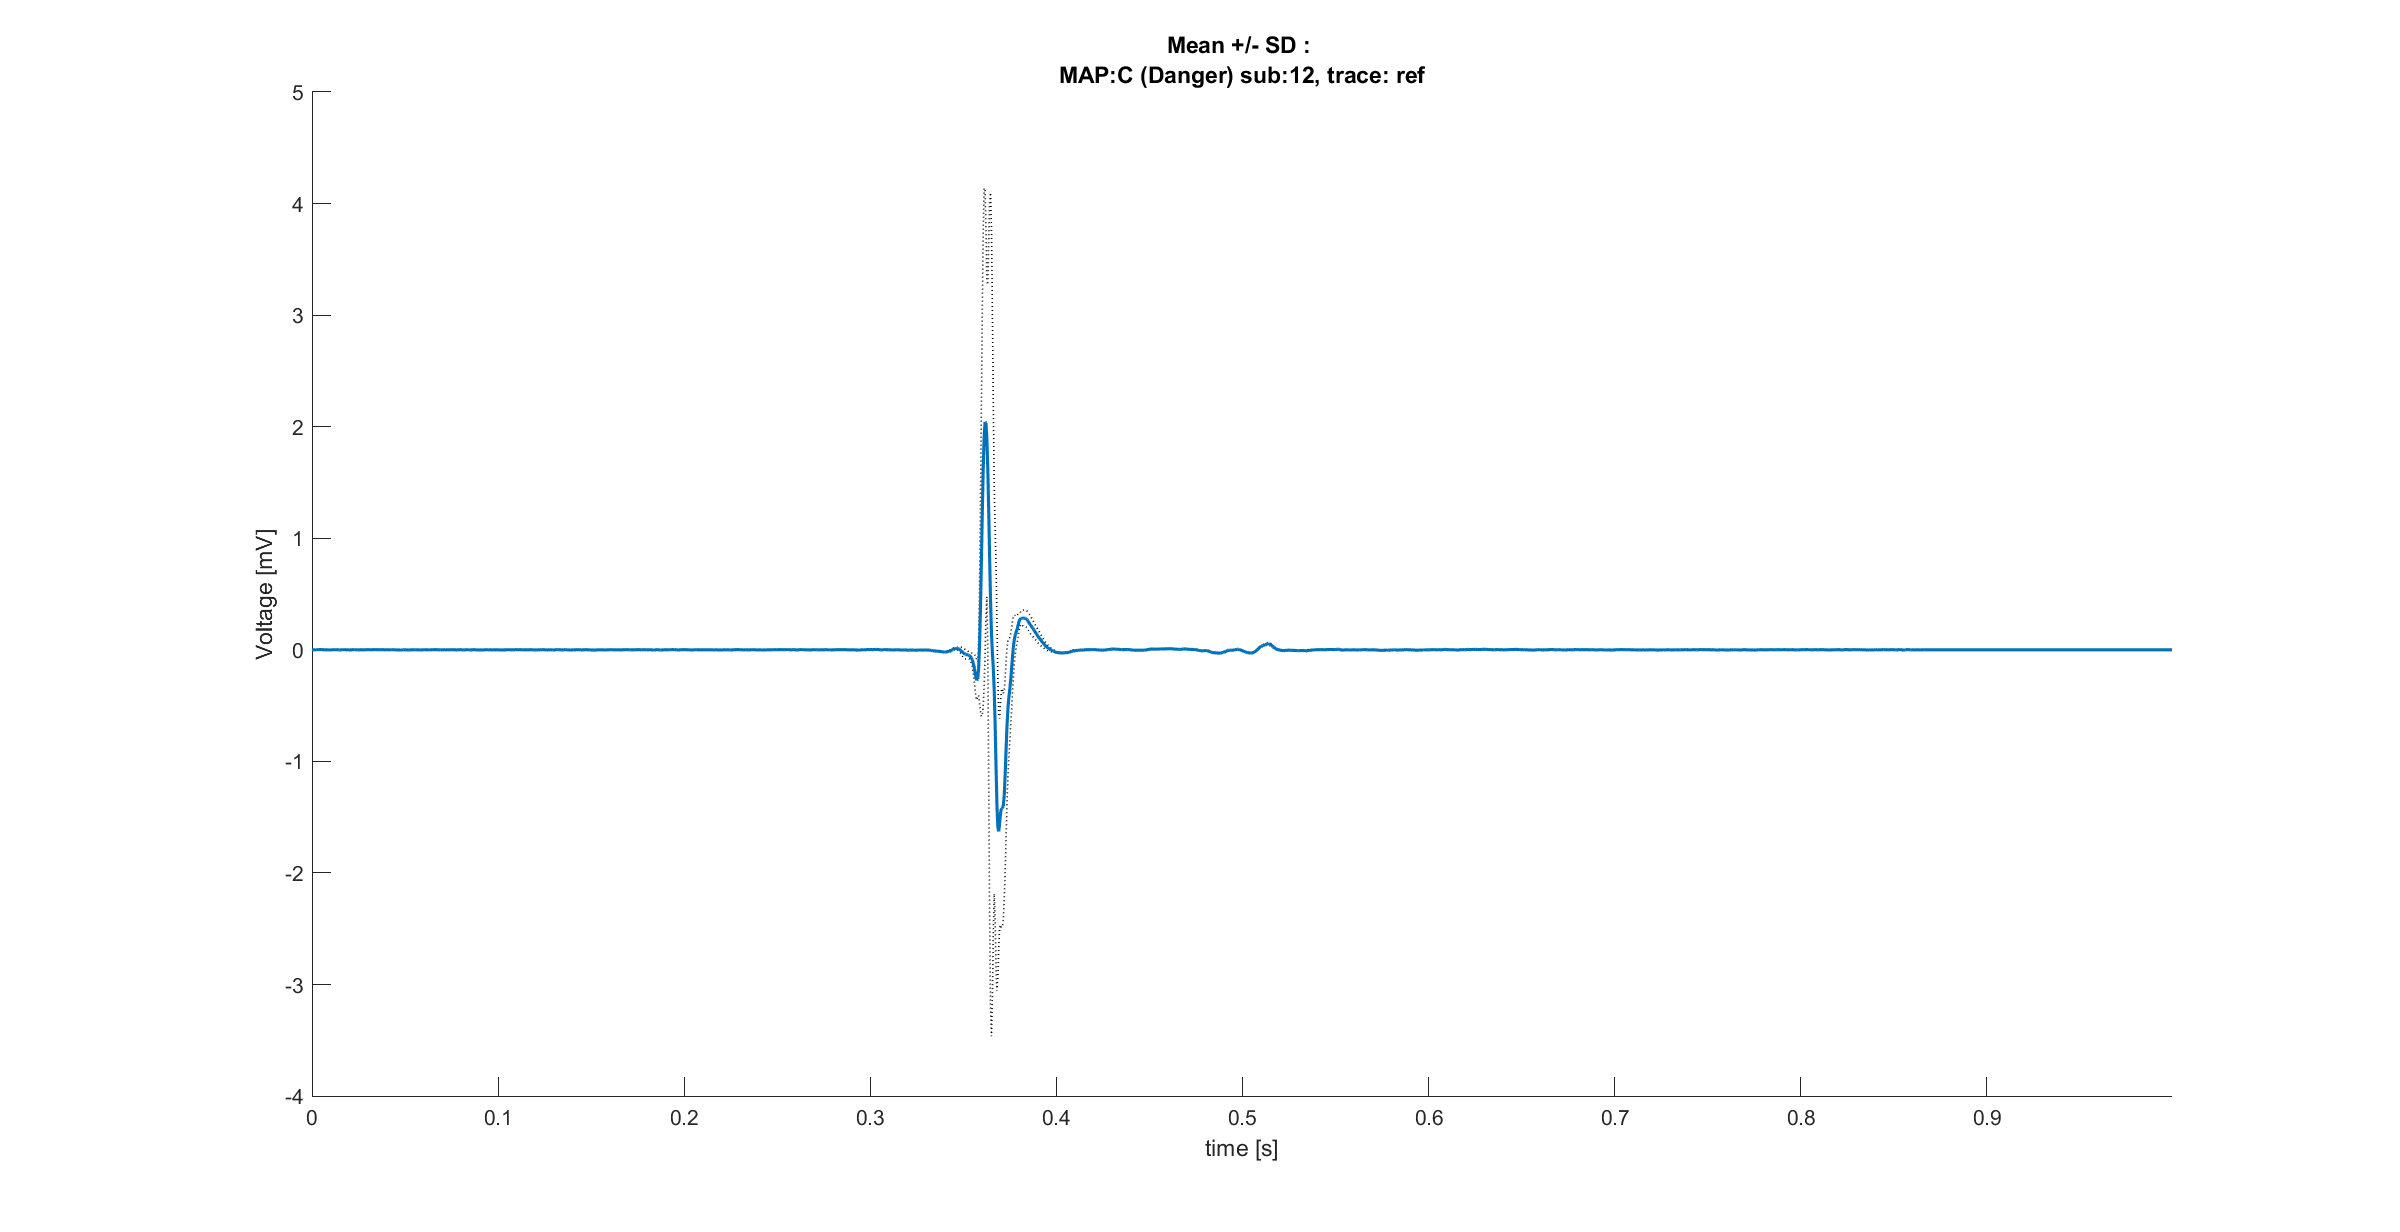 Mean +/- SD :
MAP:C (Danger) sub:12, trace: ref
5
4
3
2
1
0
-1
-2
-3
-4
Voltage [mV]
0 0.1 0.2 0.3 0.4 0.5 0.6 0.7 0.8 0.9
time [s]